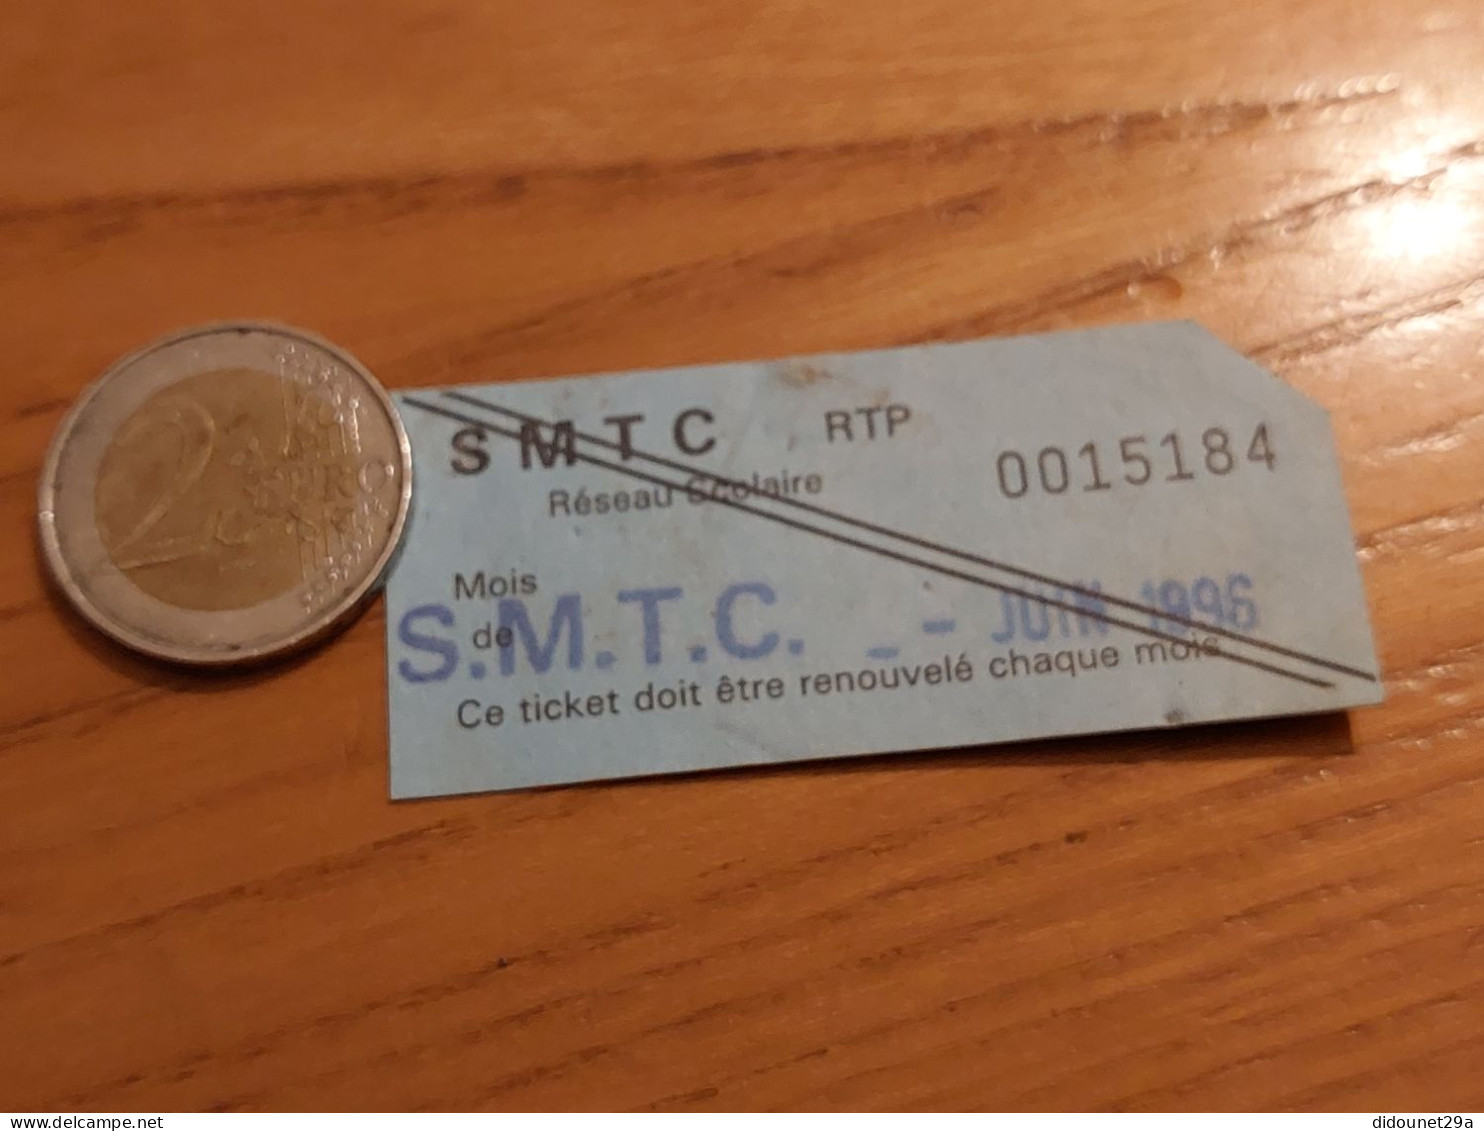 2 EURO
S M T C RTP
Réseau Scolaire
0015184
Mois
de
S.M.T.C. - JUIN 1996
Ce ticket doit être renouvelé chaque mois.
www.delcampe.net
didounet29a